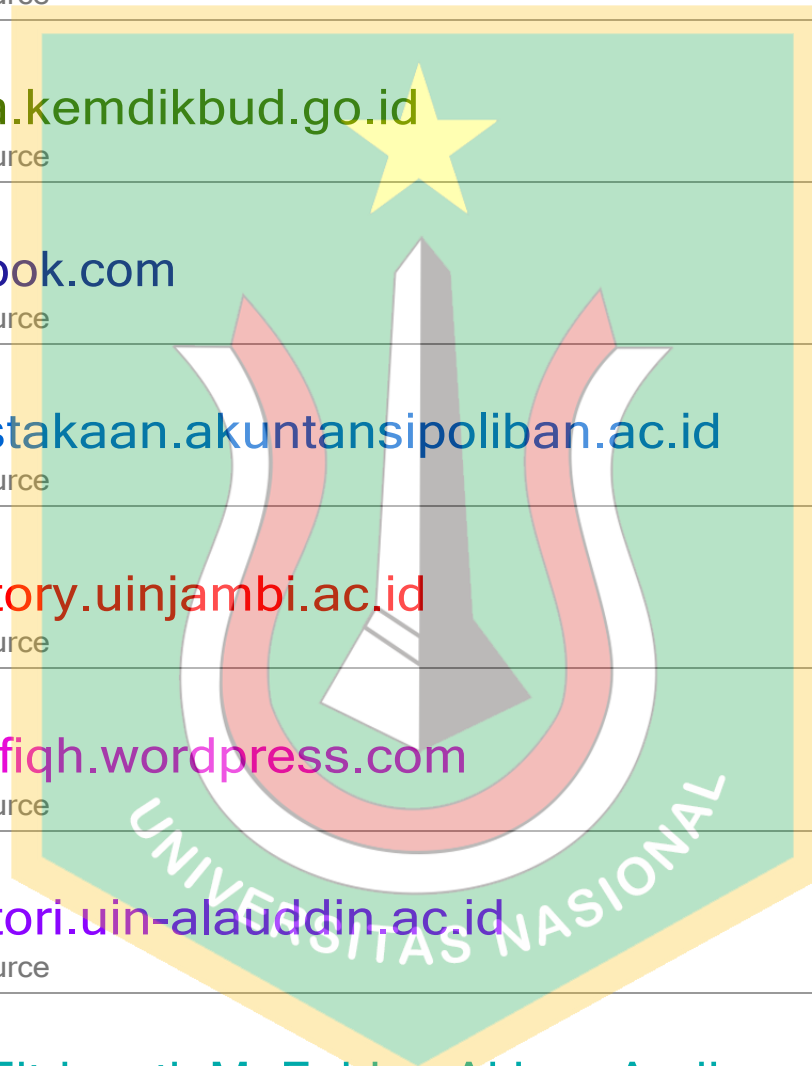 .kemdikbud.go.id
urce
ook.com
urce
stakaan.akuntansipoliban.ac.id
urce
tory.uinjambi.ac.id
urce
fiqh.wordpress.com
urce
tori.uin-alauddin.ac.id
urce
UNIVERSITAS NASIONAL